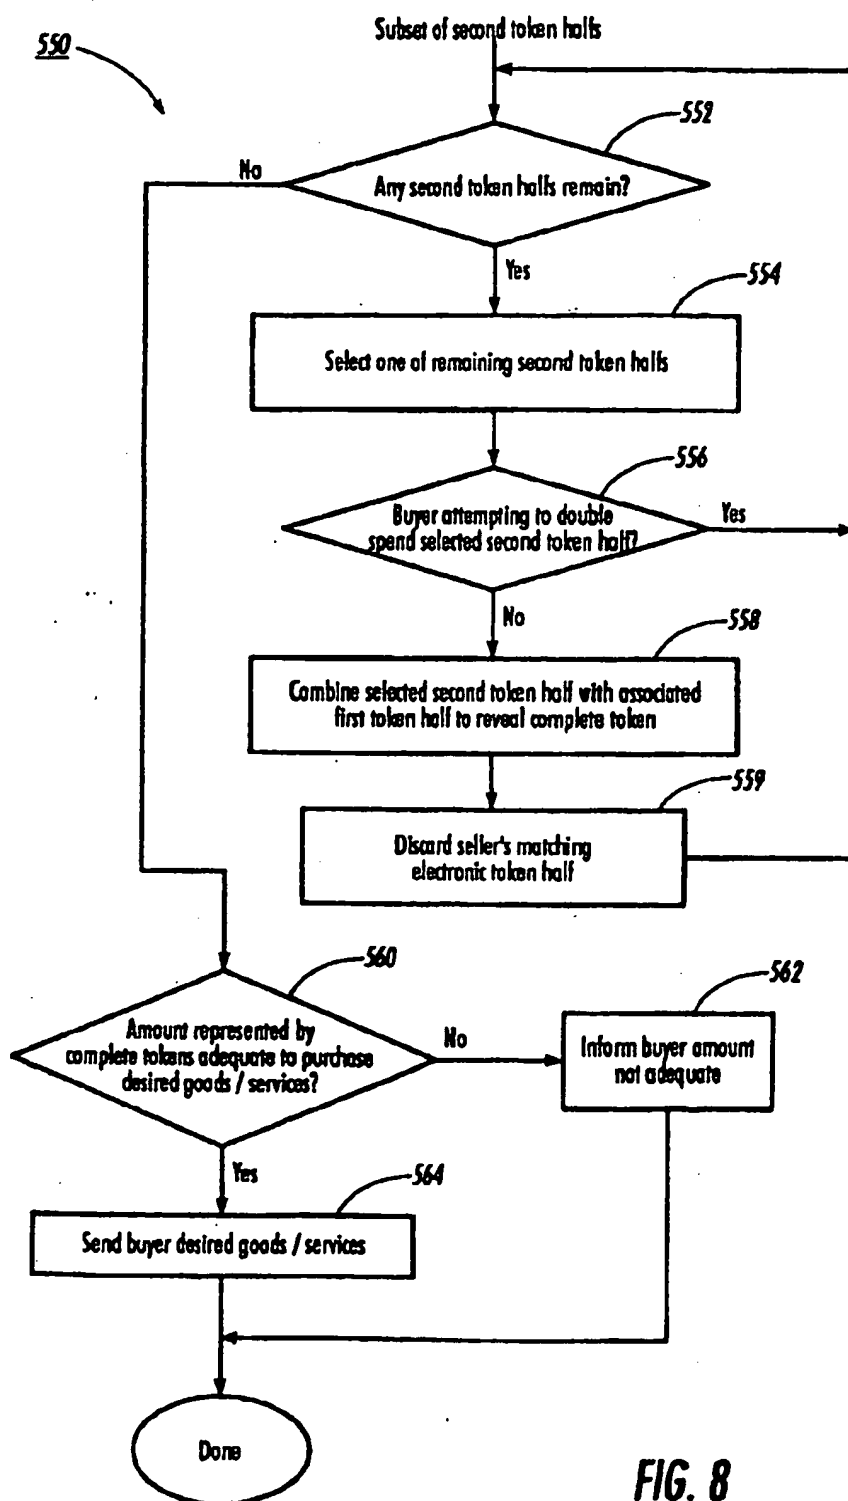 Subset of second token halfs
550
552
No
Any second token halfs remain?
Yes
554
Select one of remaining second token halfs
556
Buyer attempting to double
spend selected second token half?
Yes
No
558
Combine selected second token half with associated
first token half to reveal complete token
559
Discard seller's matching
electronic token half
560
Amount represented by
complete tokens adequate to purchase
desired goods / services?
No
562
Inform buyer amount
not adequate
Yes
564
Send buyer desired goods / services
Done
FIG. 8